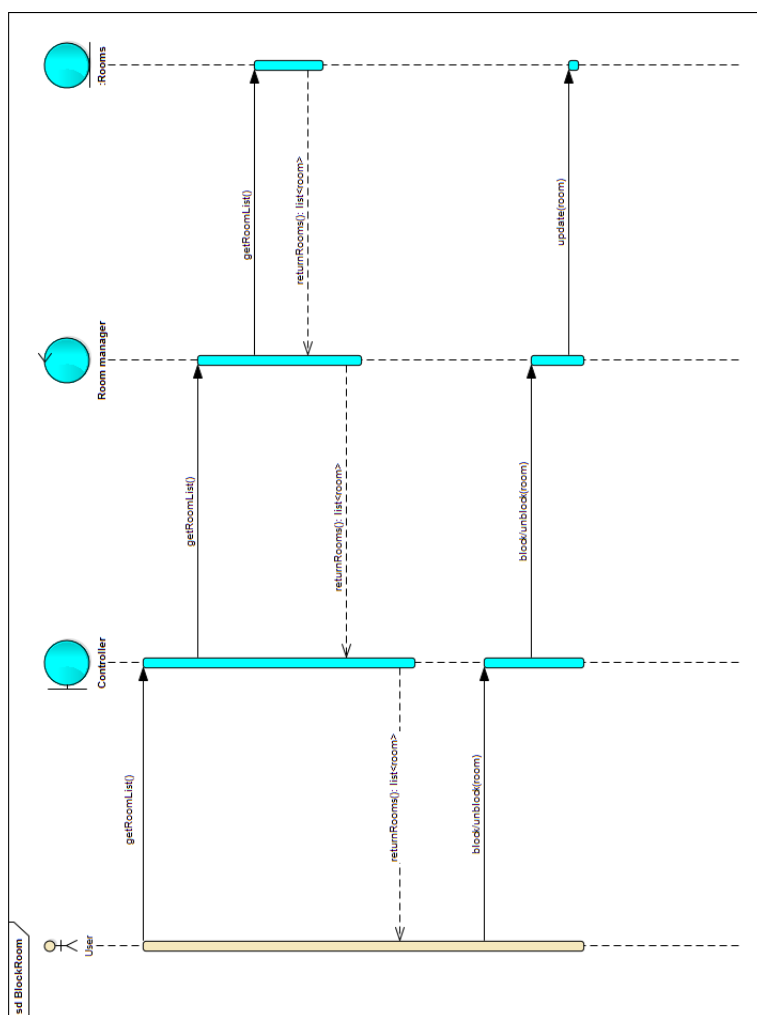 sd BlockRoom
User
Controller
Room manager
:Rooms
getRoomList()
getRoomList()
getRoomList()
returnRooms(): list<room>
returnRooms(): list<room>
returnRooms(): list<room>
block/unblock(room)
block/unblock(room)
update(room)